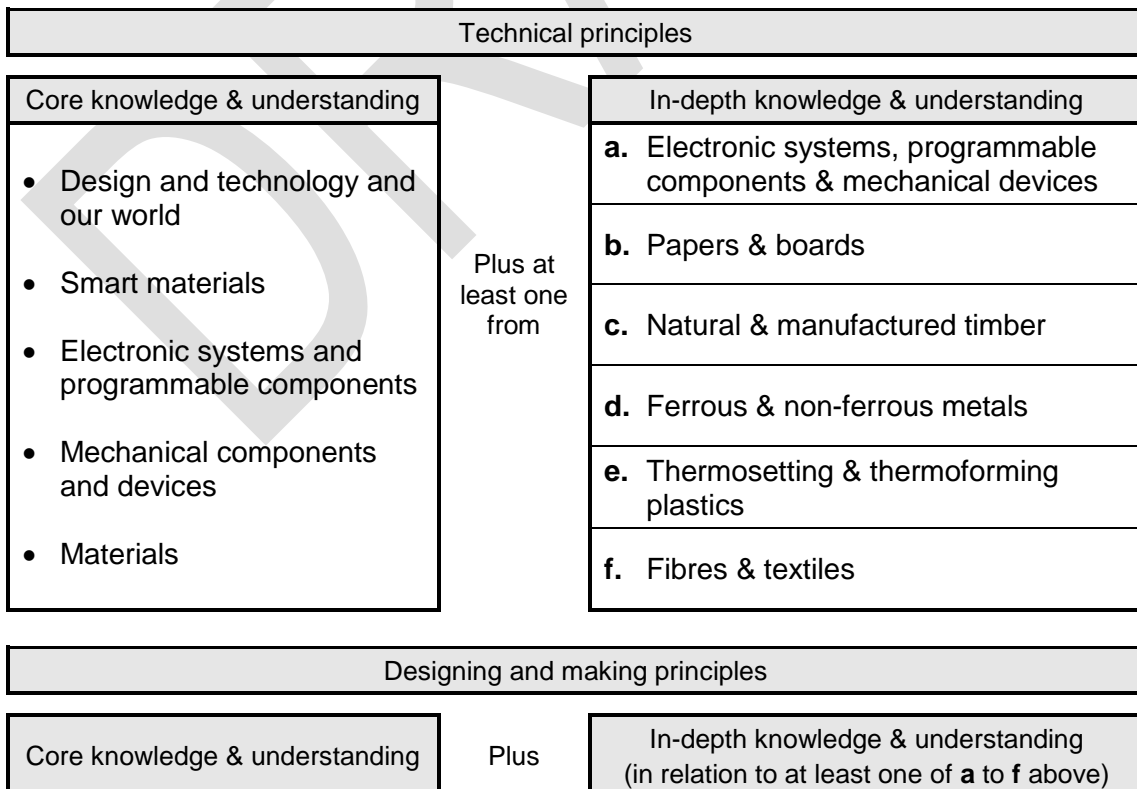 Technical principles
Core knowledge & understanding
• Design and technology and
our world
• Smart materials
• Electronic systems and
programmable components
• Mechanical components
and devices
• Materials
Plus at
least one
from
In-depth knowledge & understanding
a. Electronic systems, programmable
components & mechanical devices
b. Papers & boards
c. Natural & manufactured timber
d. Ferrous & non-ferrous metals
e. Thermosetting & thermoforming
plastics
f. Fibres & textiles
Designing and making principles
Core knowledge & understanding
Plus
In-depth knowledge & understanding
(in relation to at least one of a to f above)